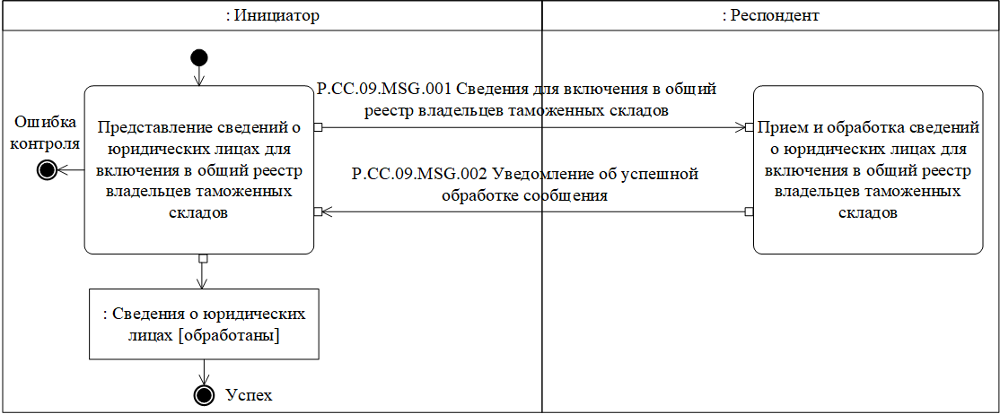 : Инициатор
: Респондент
P.CC.09.MSG.001 Сведения для включения в общий
реестр владельцев таможенных складов
Ошибка
контроля
Представление сведений о
юридических лицах для
включения в общий реестр
владельцев таможенных
складов
Прием и обработка сведений
о юридических лицах для
включения в общий реестр
владельцев таможенных
складов
P.CC.09.MSG.002 Уведомление об успешной
обработке сообщения
: Сведения о юридических
лицах [обработаны]
Успех